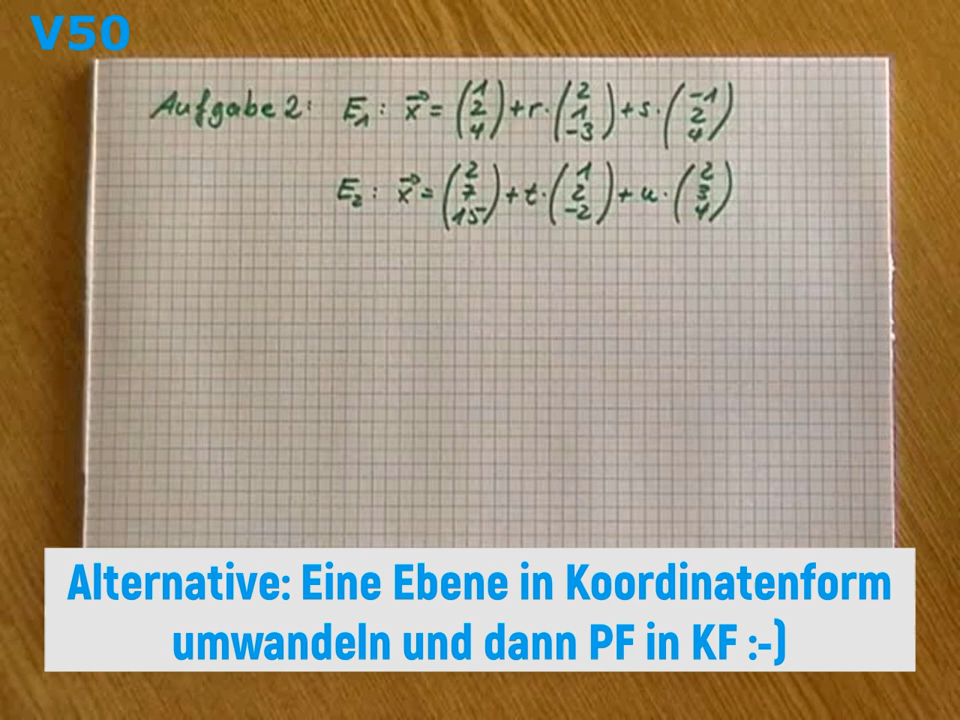 V50
Aufgabe 2: E₁: x⃗ = (1 2 4) + r · (2 1 -3) + s · (-1 2 4)
E₂: x⃗ = (2 7 15) + t · (1 2 -2) + u · (2 3 4)
Alternative: Eine Ebene in Koordinatenform
umwandeln und dann PF in KF :-)